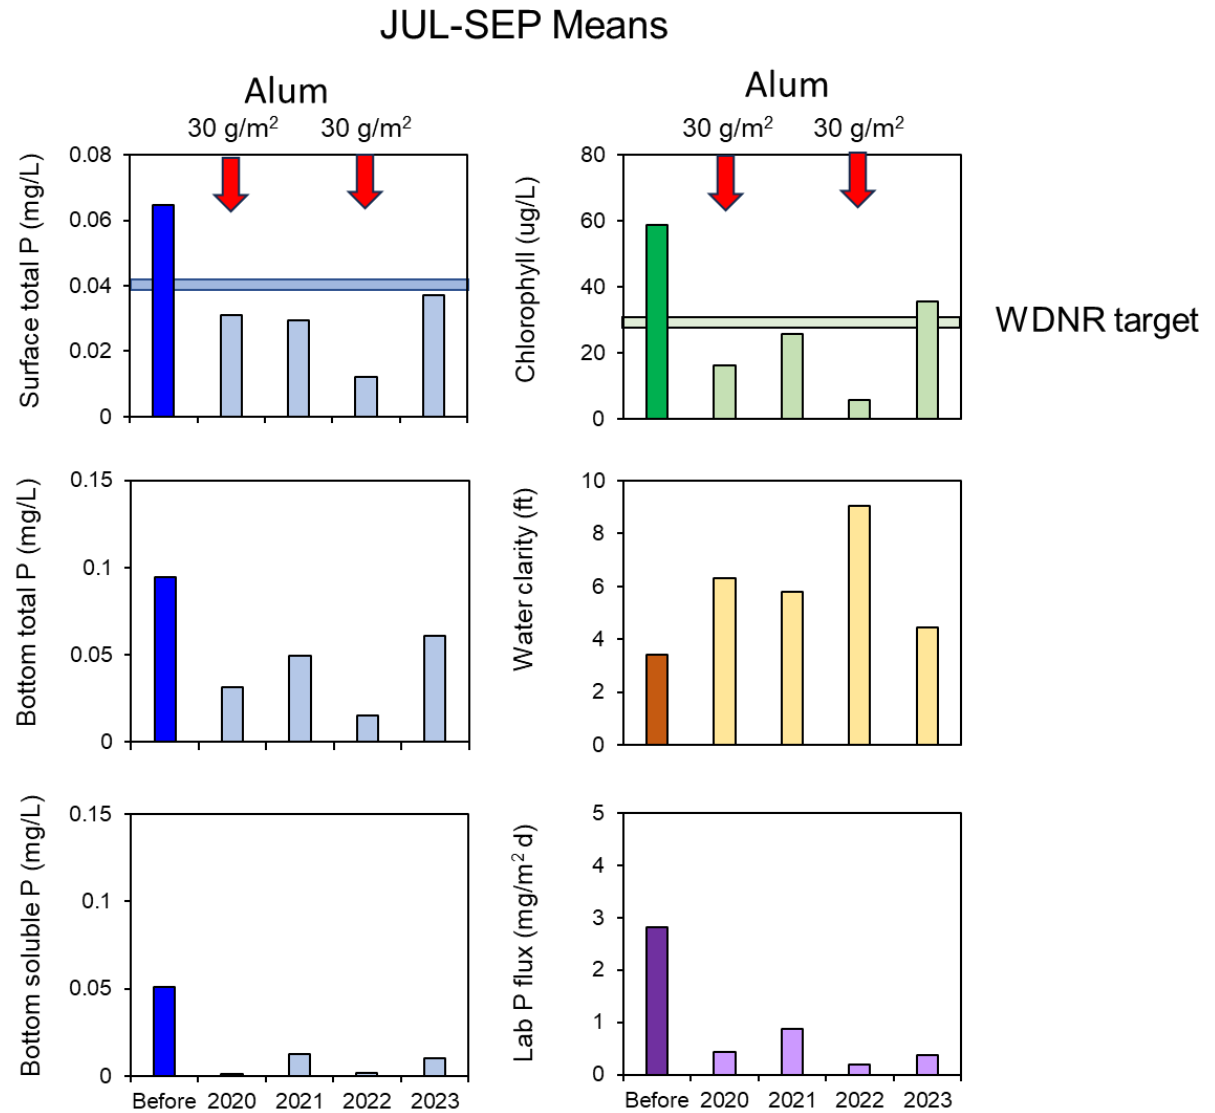 JUL-SEP Means
Alum
30 g/m² 30 g/m²
Surface total P (mg/L)
0.08
0.06
0.04
0.02
0
Alum
30 g/m² 30 g/m²
Chlorophyll (ug/L)
80
60
40
20
0
WDNR target
Bottom total P (mg/L)
0.15
0.1
0.05
0
Water clarity (ft)
10
8
6
4
2
0
Bottom soluble P (mg/L)
0.15
0.1
0.05
0
Before 2020 2021 2022 2023
Lab P flux (mg/m² d)
5
4
3
2
1
0
Before 2020 2021 2022 2023